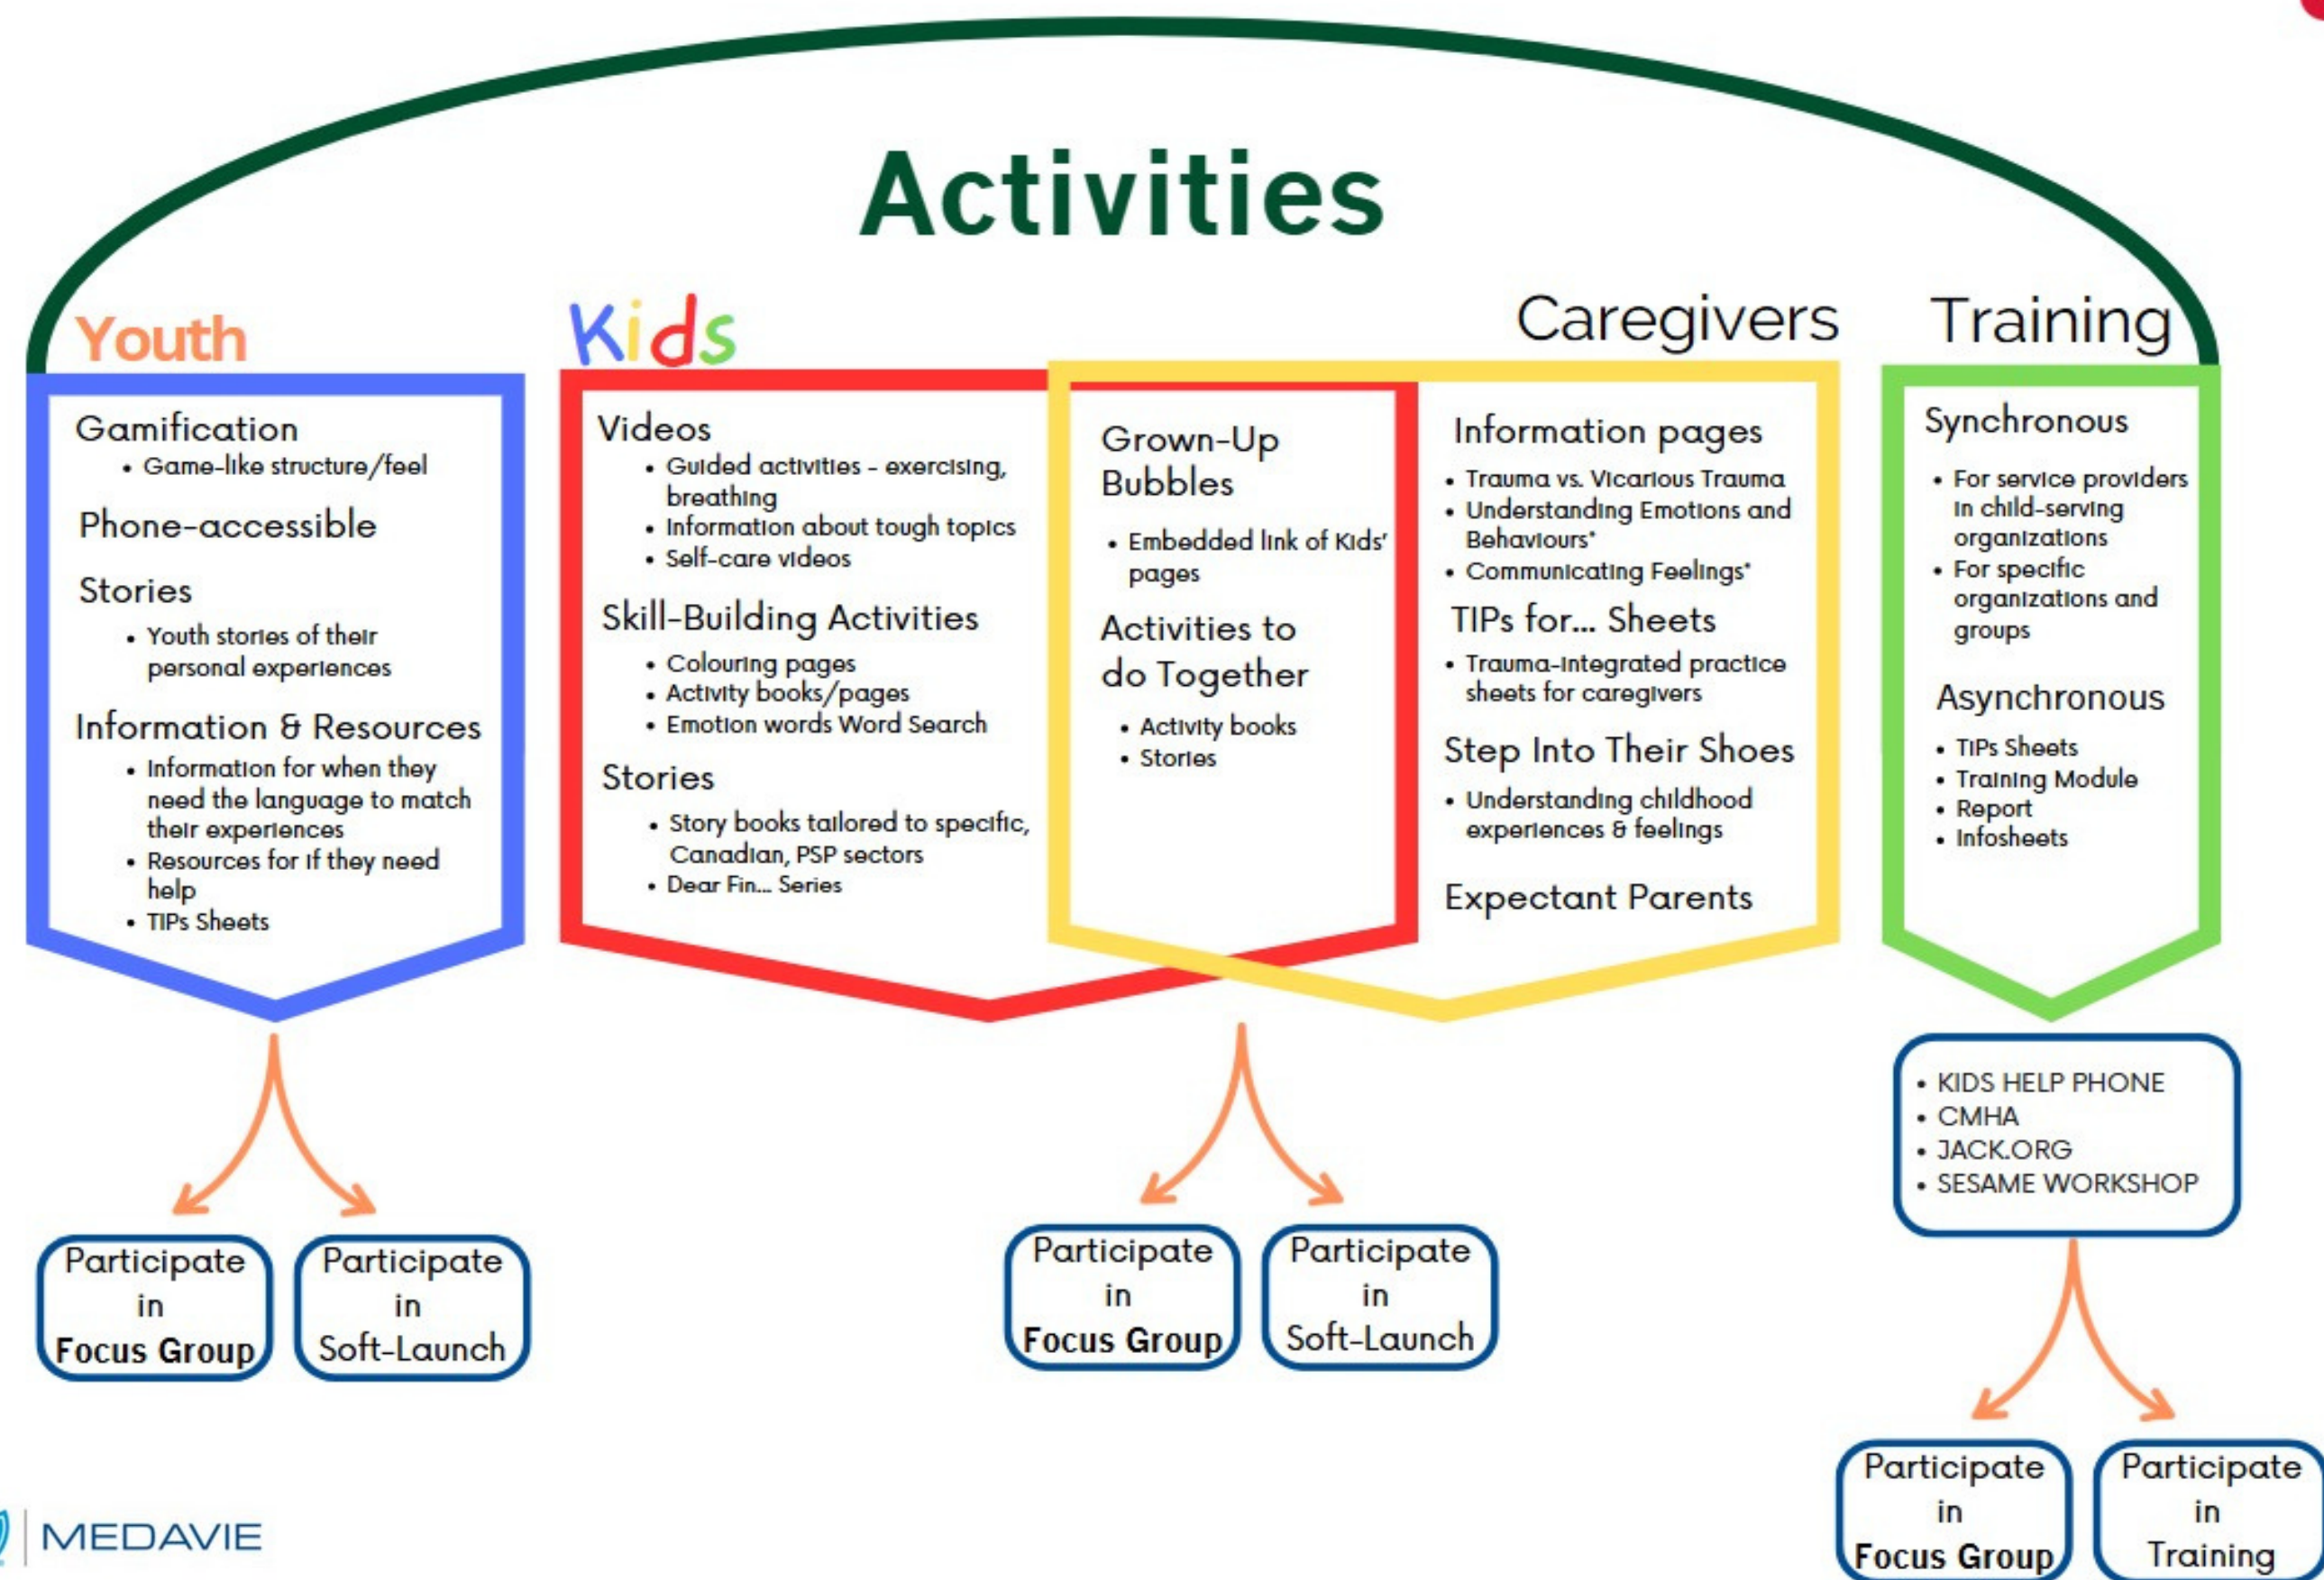 Activities
Youth
Gamification
• Game-like structure/feel
Phone-accessible
Stories
• Youth stories of their
personal experiences
Information & Resources
• Information for when they
need the language to match
their experiences
• Resources for if they need
help
• TIPs Sheets
Participate
in
Focus Group
Participate
in
Soft-Launch
Kids
Videos
• Guided activities - exercising,
breathing
• Information about tough topics
• Self-care videos
Skill-Building Activities
• Colouring pages
• Activity books/pages
• Emotion words Word Search
Stories
• Story books tailored to specific,
Canadian, PSP sectors
• Dear Fin... Series
Grown-Up
Bubbles
• Embedded link of Kids'
pages
Activities to
do Together
• Activity books
• Stories
Caregivers
Information pages
• Trauma vs. Vicarious Trauma
• Understanding Emotions and
Behaviours*
• Communicating Feelings*
TIPs for... Sheets
• Trauma-integrated practice
sheets for caregivers
Step Into Their Shoes
• Understanding childhood
experiences & feelings
Expectant Parents
Participate
in
Focus Group
Participate
in
Soft-Launch
Training
Synchronous
• For service providers
in child-serving
organizations
• For specific
organizations and
groups
Asynchronous
• TIPs Sheets
• Training Module
• Report
• Infosheets
• KIDS HELP PHONE
• CMHA
• JACK.ORG
• SESAME WORKSHOP
Participate
in
Focus Group
Participate
in
Training
MEDAVIE